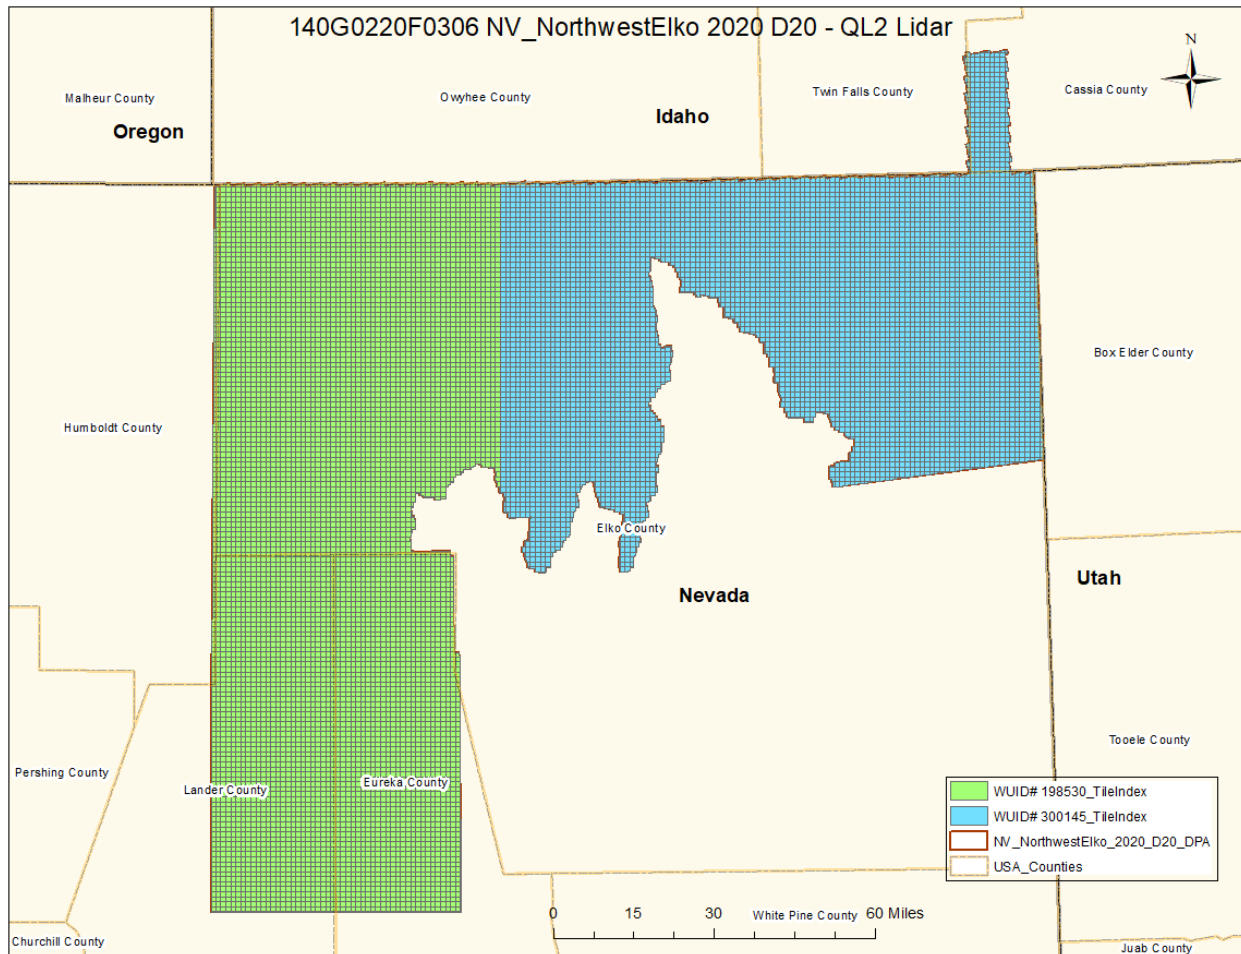 140G0220F0306 NV_NorthwestElko 2020 D20 - QL2 Lidar
N
Malheur County
Owyhee County
Twin Falls County
Cassia County
Oregon
Idaho
Box Elder County
Humboldt County
Elko County
Nevada
Utah
Tooele County
Pershing County
Lander County
Eureka County
WUID# 198530_TileIndex
WUID# 300145_TileIndex
NV_NorthwestElko_2020_D20_DPA
USA_Counties
0 15 30 60 Miles
White Pine County
Churchill County
Juab County